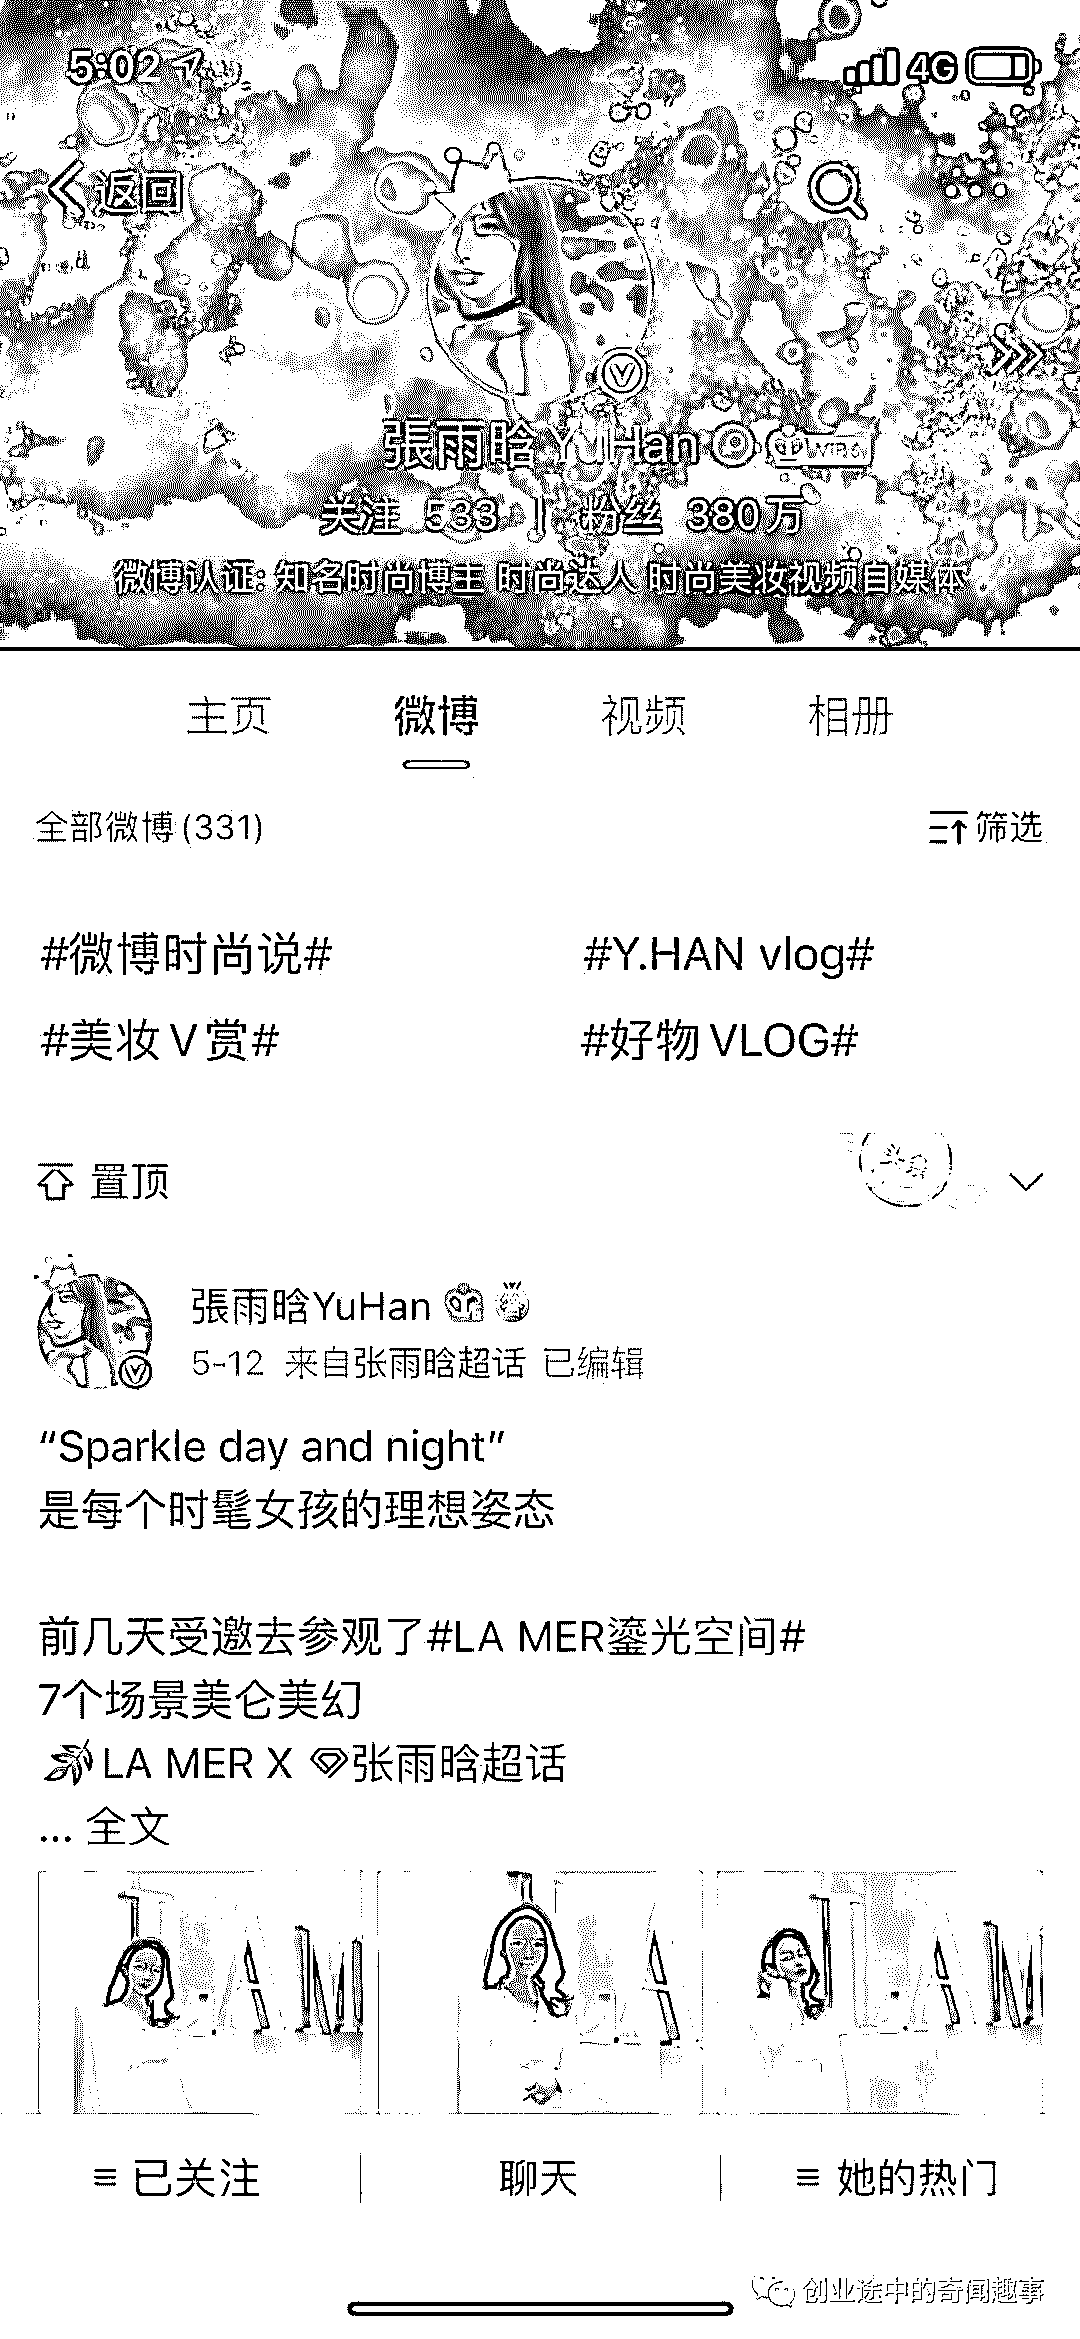 5:02 4G
返回
張雨晗 YuHan VIP6
关注 533 | 粉丝 380万
微博认证: 知名时尚博主 时尚达人 时尚美妆视频自媒体
主页 微博 视频 相册
全部微博(331) 筛选
#微博时尚说# #Y.HAN vlog#
#美妆V赏# #好物VLOG#
置顶
張雨晗YuHan
5-12 来自张雨晗超话 已编辑
“Sparkle day and night”
是每个时髦女孩的理想姿态
前几天受邀去参观了#LA MER鎏光空间#
7个场景美仑美幻
LA MER X 张雨晗超话
... 全文
A M A A M
已关注 聊天 她的热门
创业途中的奇闻趣事